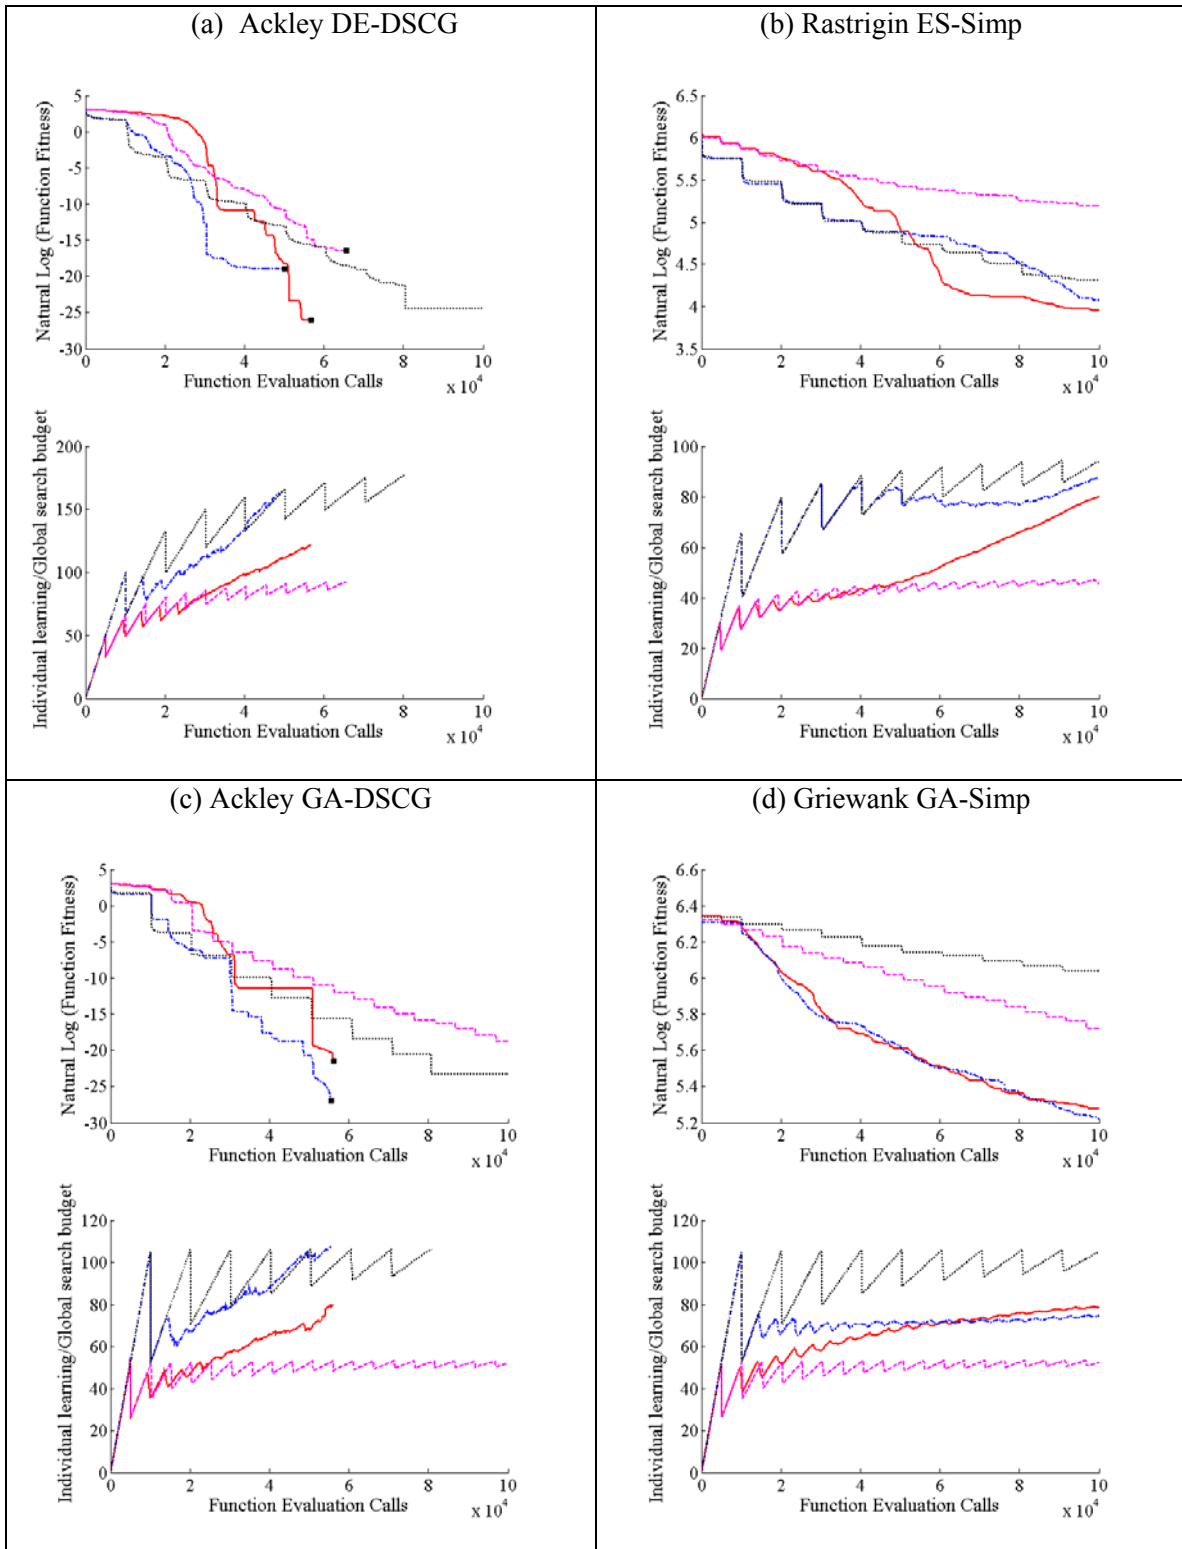 (a) Ackley DE-DSCG
Natural Log (Function Fitness)
5
0
-5
-10
-15
-20
-25
-30
0 2 4 6 8 10
Function Evaluation Calls
x 10^4
Individual learning/Global search budget
200
150
100
50
0
0 2 4 6 8 10
Function Evaluation Calls
x 10^4
(b) Rastrigin ES-Simp
Natural Log (Function Fitness)
6.5
6
5.5
5
4.5
4
3.5
0 2 4 6 8 10
Function Evaluation Calls
x 10^4
Individual learning/Global search budget
100
80
60
40
20
0
0 2 4 6 8 10
Function Evaluation Calls
x 10^4
(c) Ackley GA-DSCG
Natural Log (Function Fitness)
5
0
-5
-10
-15
-20
-25
-30
0 2 4 6 8 10
Function Evaluation Calls
x 10^4
Individual learning/Global search budget
120
100
80
60
40
20
0
0 2 4 6 8 10
Function Evaluation Calls
x 10^4
(d) Griewank GA-Simp
Natural Log (Function Fitness)
6.6
6.4
6.2
6
5.8
5.6
5.4
5.2
0 2 4 6 8 10
Function Evaluation Calls
x 10^4
Individual learning/Global search budget
120
100
80
60
40
20
0
0 2 4 6 8 10
Function Evaluation Calls
x 10^4